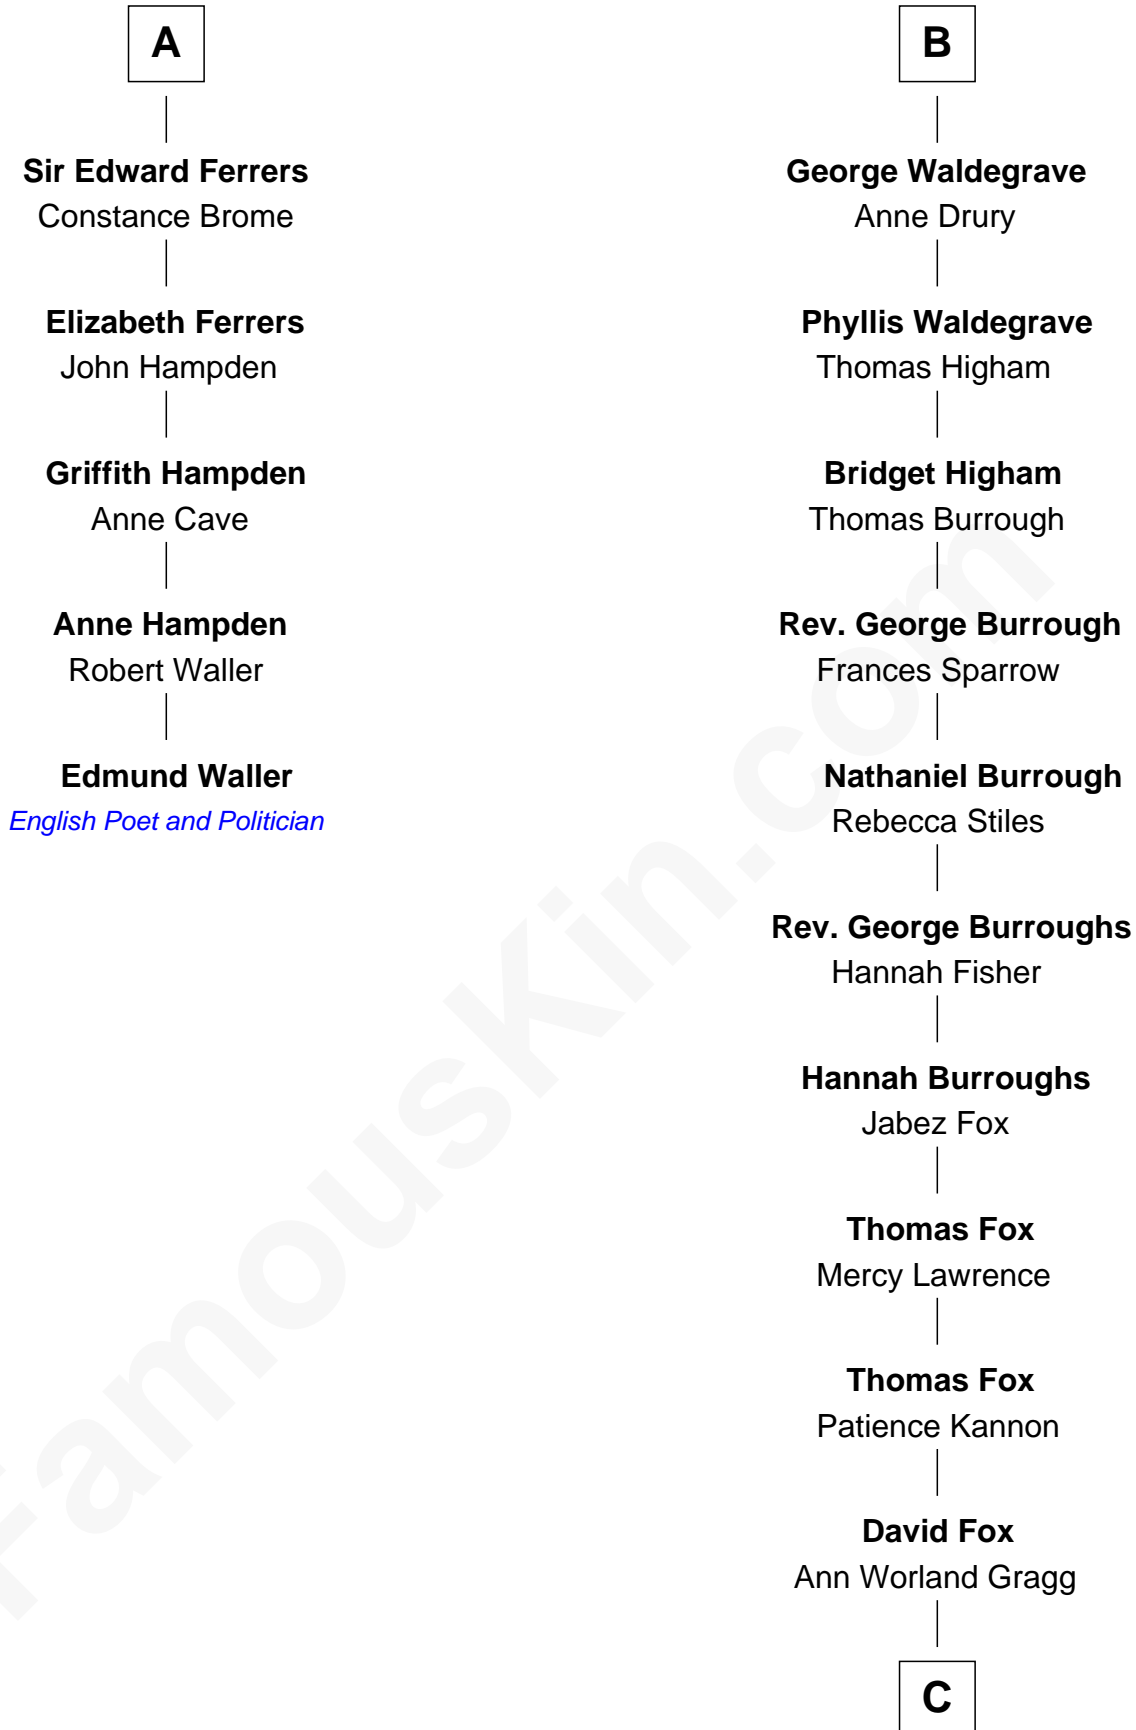 A
Sir Edward Ferrers
Constance Brome
Elizabeth Ferrers
John Hampden
Griffith Hampden
Anne Cave
Anne Hampden
Robert Waller
Edmund Waller
English Poet and Politician
B
George Waldegrave
Anne Drury
Phyllis Waldegrave
Thomas Higham
Bridget Higham
Thomas Burrough
Rev. George Burrough
Frances Sparrow
Nathaniel Burrough
Rebecca Stiles
Rev. George Burroughs
Hannah Fisher
Hannah Burroughs
Jabez Fox
Thomas Fox
Mercy Lawrence
Thomas Fox
Patience Kannon
David Fox
Ann Worland Gragg
C
FamousKin.com